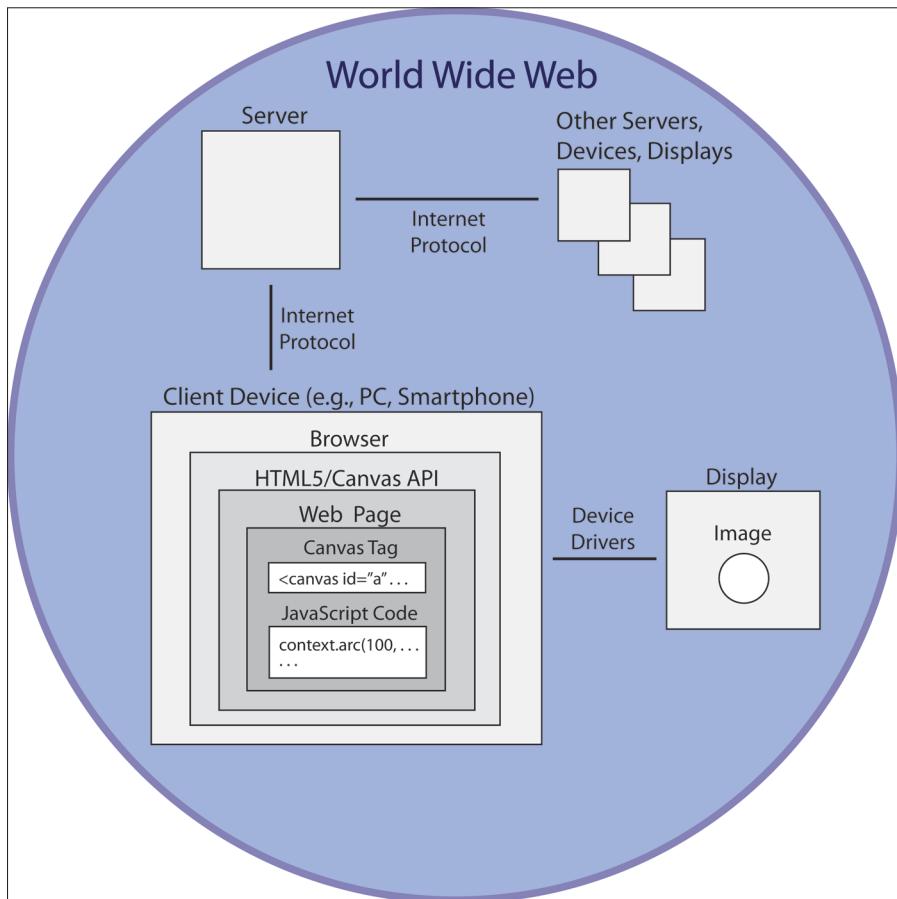 World Wide Web
Server
Other Servers,
Devices, Displays
Internet
Protocol
Internet
Protocol
Client Device (e.g., PC, Smartphone)
Browser
HTML5/Canvas API
Web Page
Canvas Tag
<canvas id="a" . . .
JavaScript Code
context.arc(100, . . .
. . .
Device
Drivers
Display
Image